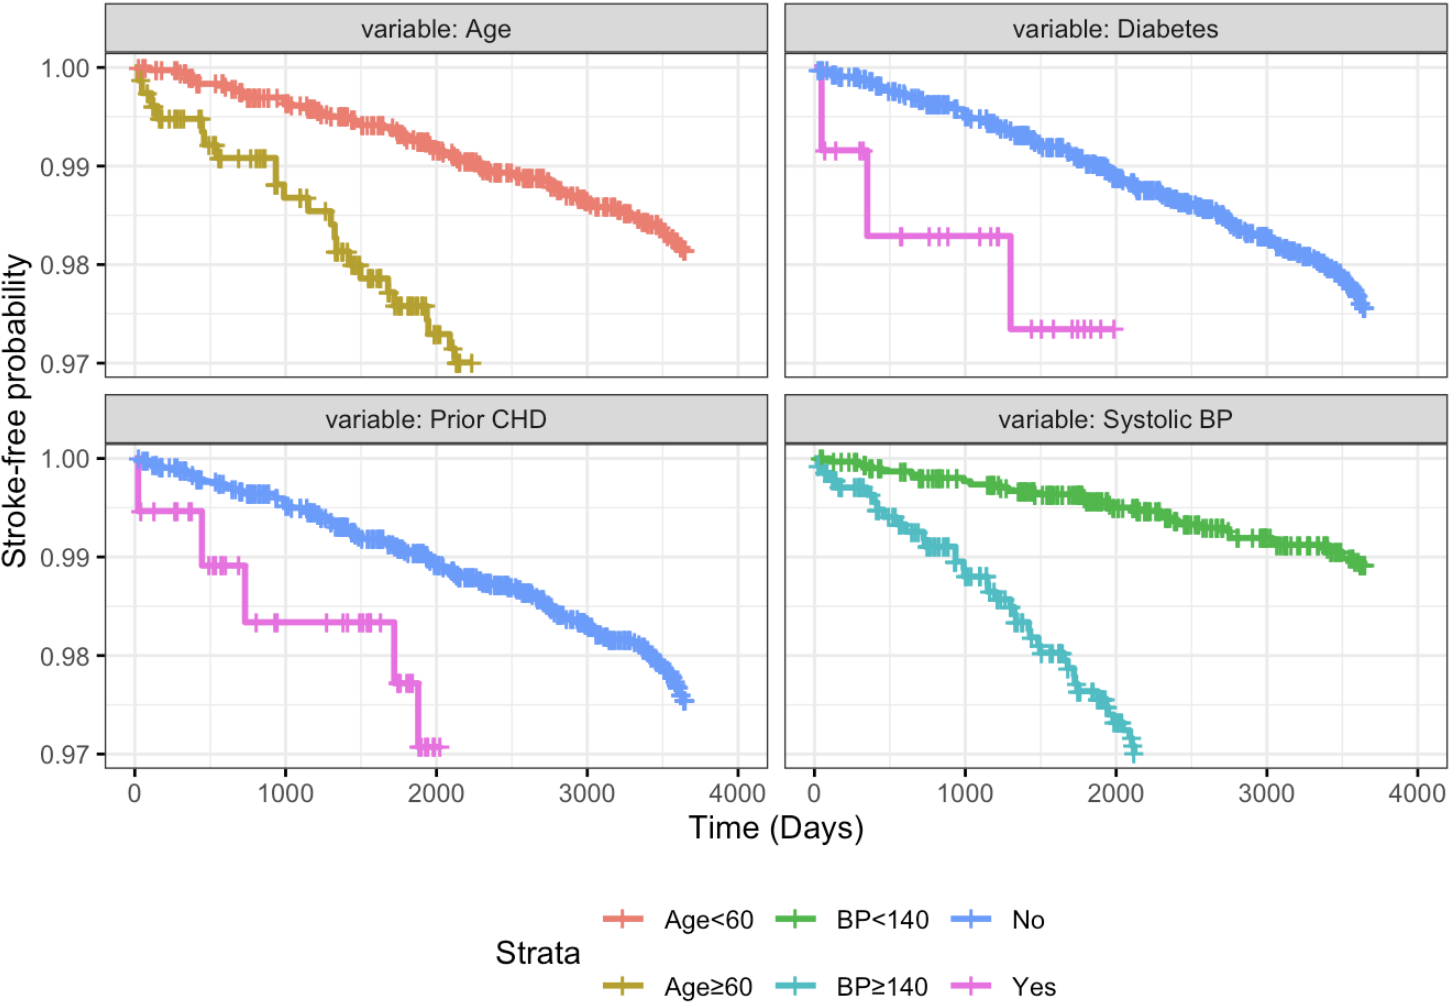 variable: Age
variable: Diabetes
1.00
0.99
0.98
0.97
variable: Prior CHD
variable: Systolic BP
1.00
0.99
0.98
0.97
Stroke-free probability
0 1000 2000 3000 4000
0 1000 2000 3000 4000
Time (Days)
Strata
Age<60 BP<140 No
Age≥60 BP≥140 Yes